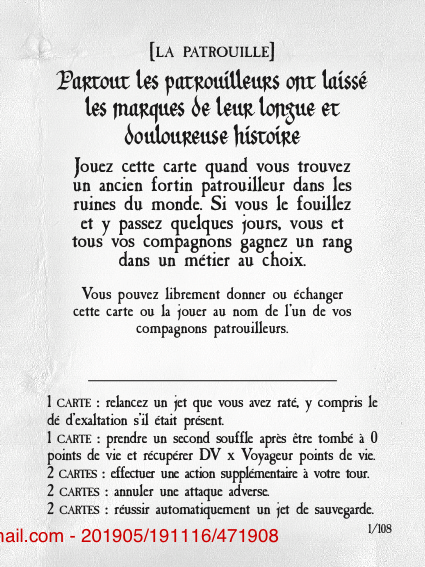 [LA PATROUILLE]
Partout les patrouilleurs ont laissé
les marques de leur longue et
douloureuse histoire
Jouez cette carte quand vous trouvez
un ancien fortin patrouilleur dans les
ruines du monde. Si vous le fouillez
et y passez quelques jours, vous et
tous vos compagnons gagnez un rang
dans un métier au choix.
Vous pouvez librement donner ou échanger
cette carte ou la jouer au nom de l'un de vos
compagnons patrouilleurs.
1 CARTE : relancez un jet que vous avez raté, y compris le
dé d'exaltation s'il était présent.
1 CARTE : prendre un second souffle après être tombé à 0
points de vie et récupérer DV x Voyageur points de vie.
2 CARTES : effectuer une action supplémentaire à votre tour.
2 CARTES : annuler une attaque adverse.
2 CARTES : réussir automatiquement un jet de sauvegarde.
1/108
mail.com - 201905/191116/471908